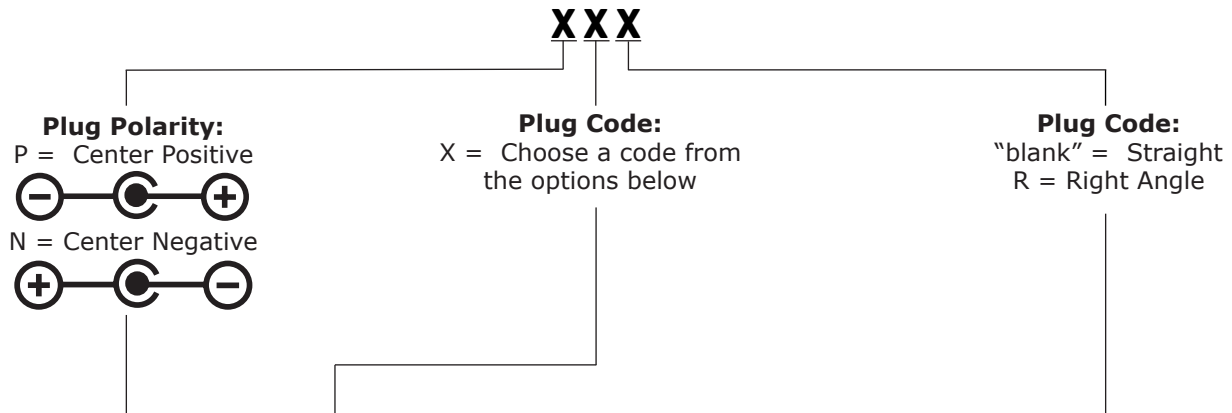 XXX
Plug Polarity:
P = Center Positive
N = Center Negative
Plug Code:
X = Choose a code from
the options below
Plug Code:
“blank” = Straight
R = Right Angle